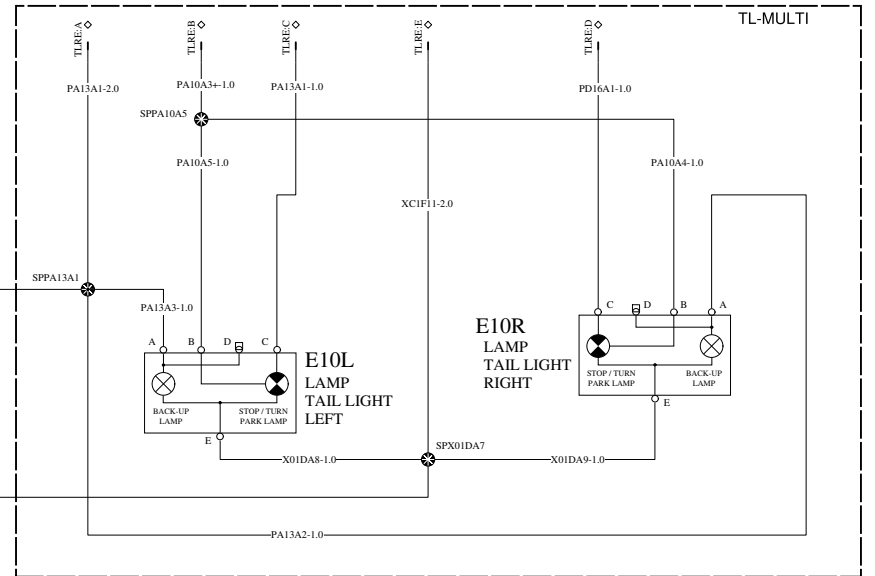 TL-MULTI
TLRE:A
TLRE:B
TLRE:C
TLRE:E
TLRE:D
PA13A1-2.0
PA10A3+-1.0
PA13A1-1.0
PD16A1-1.0
SPPA10A5
PA10A5-1.0
PA10A4-1.0
XC1F11-2.0
SPPA13A1
PA13A3-1.0
A
B
D
C
E10L
LAMP
TAIL LIGHT
LEFT
BACK-UP
LAMP
STOP / TURN
PARK LAMP
E
C
D
B
A
E10R
LAMP
TAIL LIGHT
RIGHT
STOP / TURN
PARK LAMP
BACK-UP
LAMP
E
SPX01DA7
X01DA8-1.0
X01DA9-1.0
PA13A2-1.0